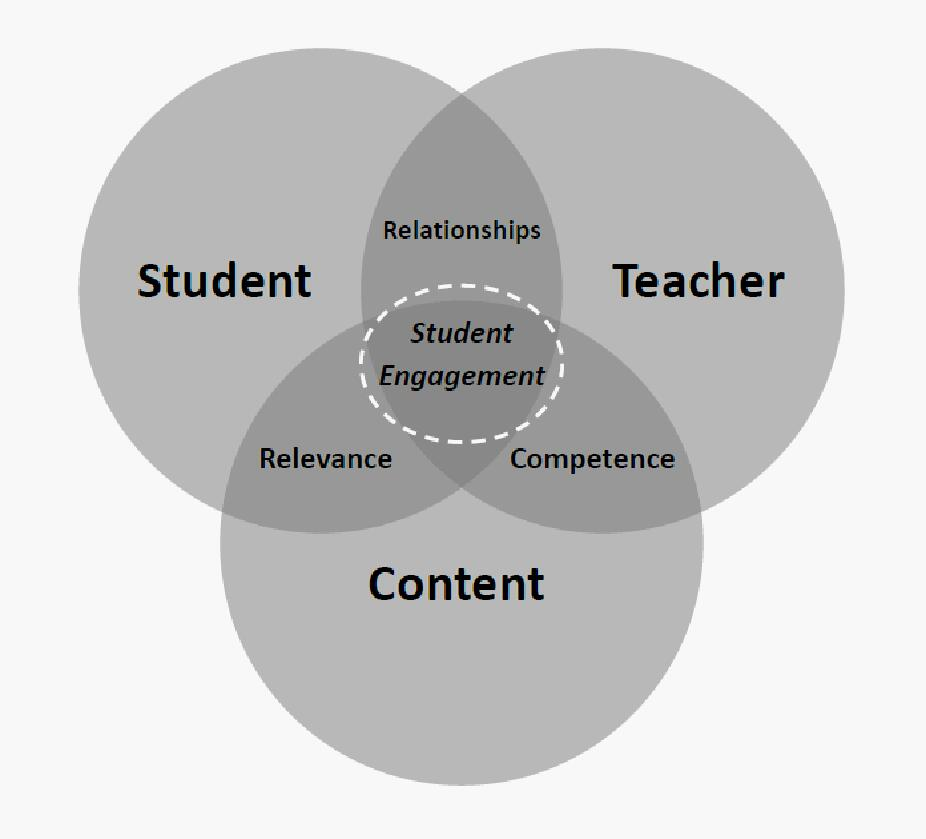 Relationships
Student
Teacher
Student
Engagement
Relevance
Competence
Content